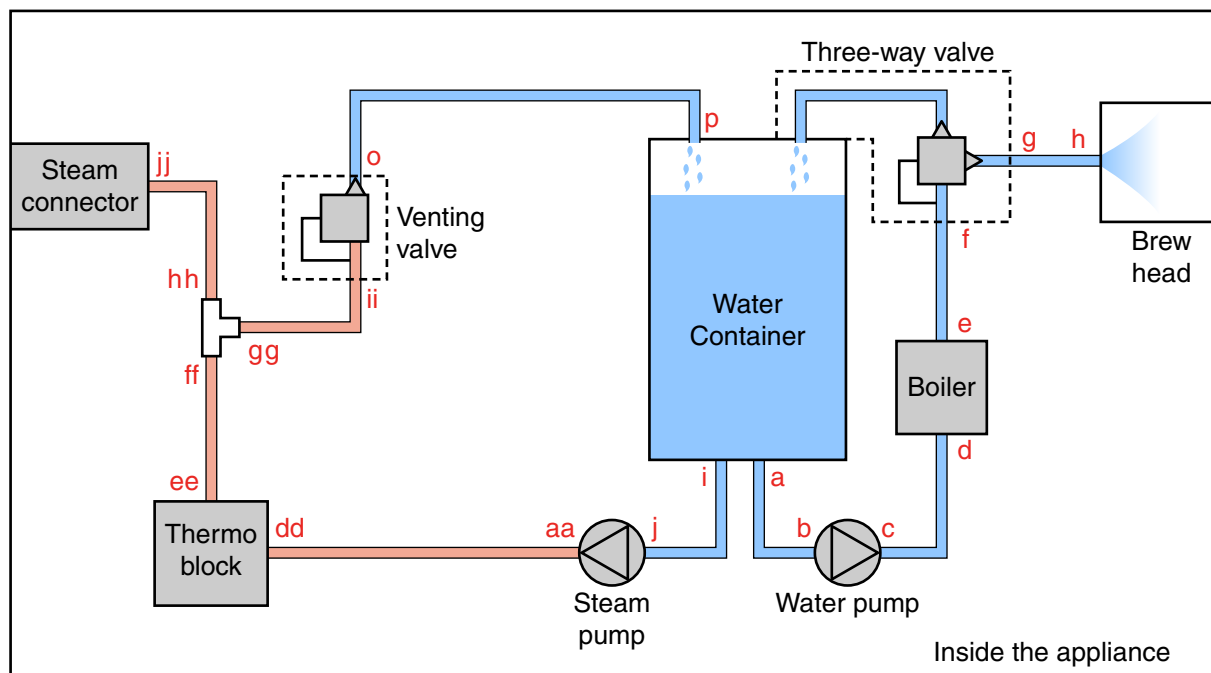 Three-way valve
p
g
h
jj
o
Steam
connector
Venting
valve
f
Brew
head
hh
ii
Water
Container
e
gg
ff
Boiler
d
ee
i
a
Thermo
block
dd
aa
j
b
c
Steam
pump
Water pump
Inside the appliance